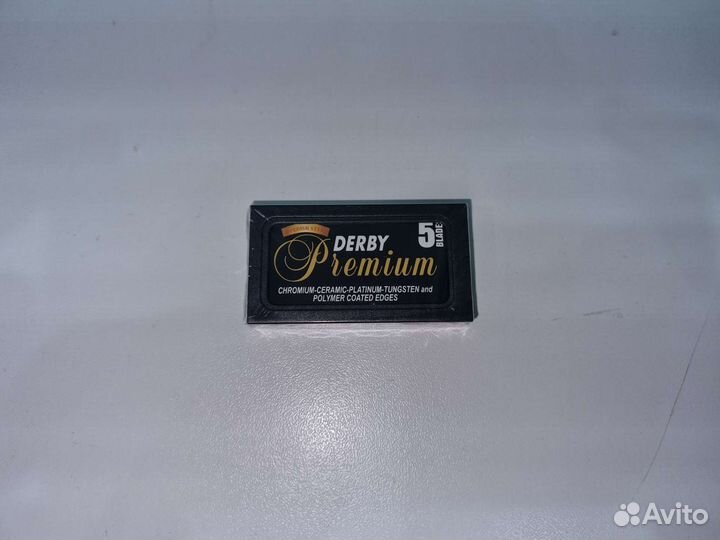 DERBY
Premium
5
BLADE
CHROMIUM-CERAMIC-PLATINUM-TUNGSTEN and
POLYMER COATED EDGES
Avito